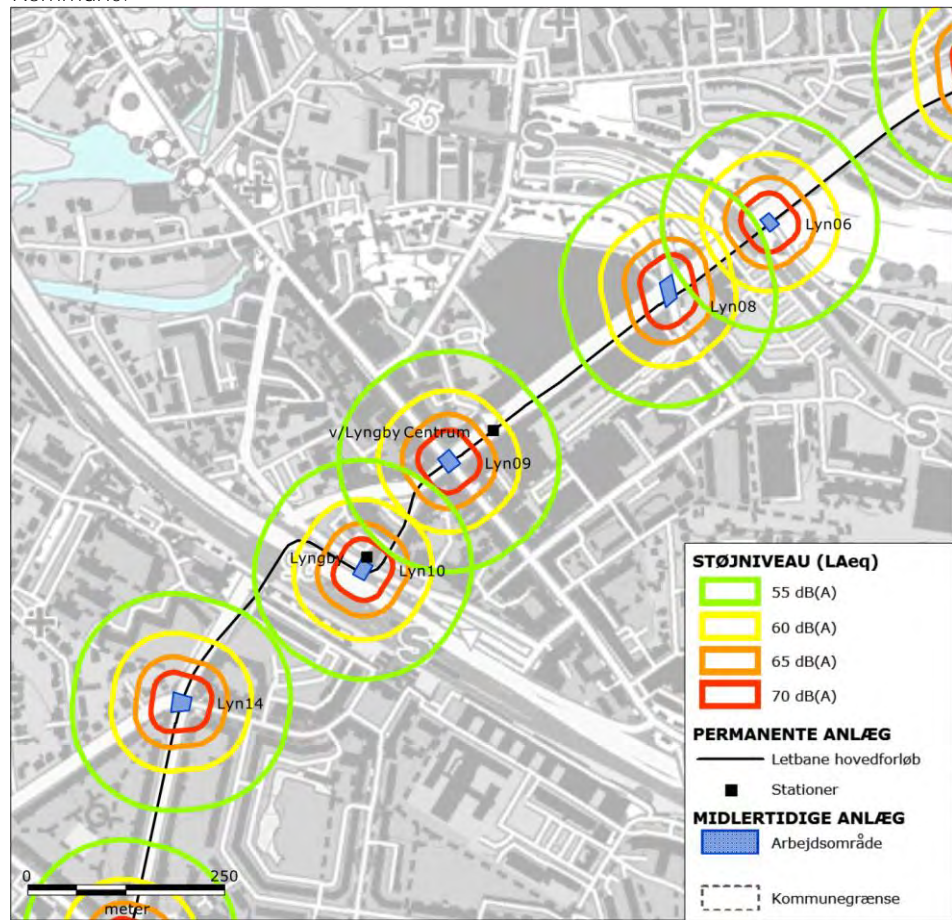 25
S
Lyn06
Lyn08
v/Lyngby Centrum
Lyn09
Lyngby
Lyn10
S
Lyn14
0 250
meter
STØJNIVEAU (LAeq)
55 dB(A)
60 dB(A)
65 dB(A)
70 dB(A)
PERMANENTE ANLÆG
Letbane hovedforløb
Stationer
MIDLERTIDIGE ANLÆG
Arbejdsområde
Kommunegrænse